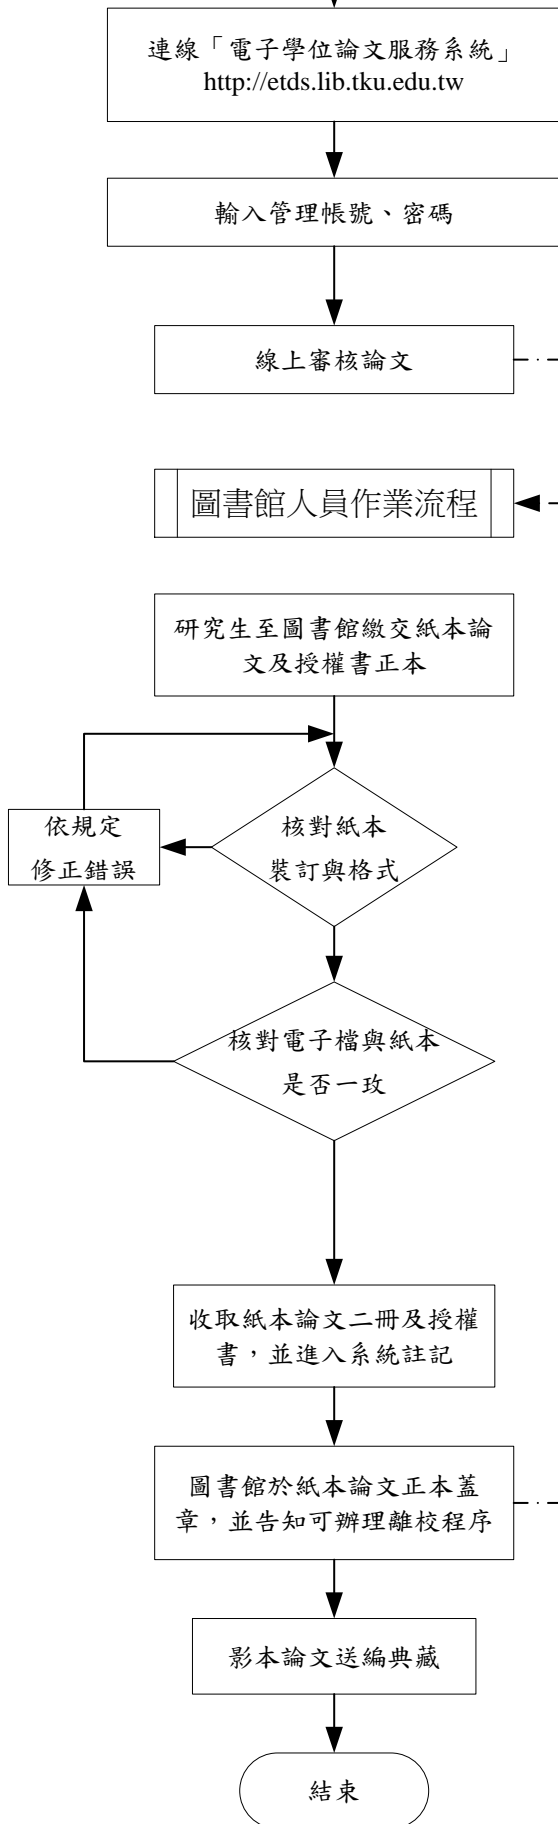 連線「電子學位論文服務系統」
http://etds.lib.tku.edu.tw
輸入管理帳號、密碼
線上審核論文
圖書館人員作業流程
研究生至圖書館繳交紙本論
文及授權書正本
依規定
修正錯誤
核對紙本
裝訂與格式
核對電子檔與紙本
是否一致
收取紙本論文二冊及授權
書，並進入系統註記
圖書館於紙本論文正本蓋
章，並告知可辦理離校程序
影本論文送編典藏
結束